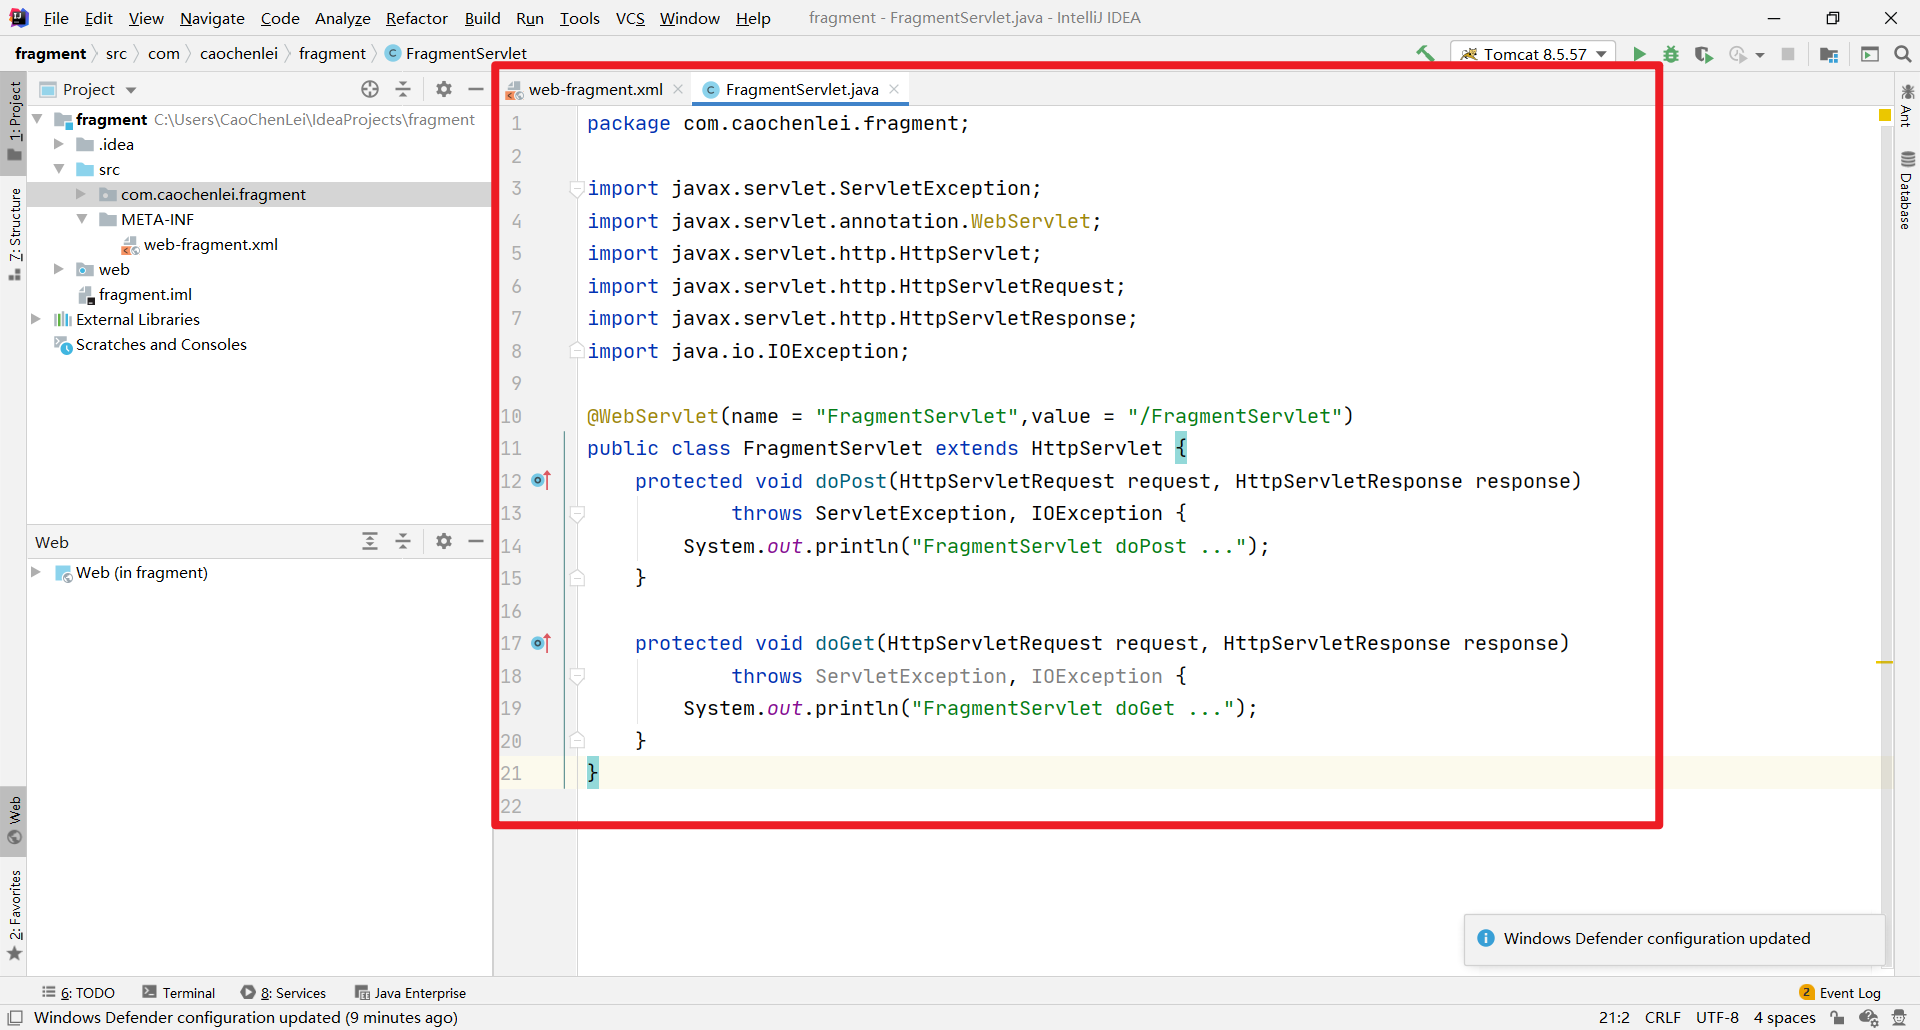 File Edit View Navigate Code Analyze Refactor Build Run Tools VCS Window Help fragment - FragmentServlet.java - IntelliJ IDEA
fragment src com caochenlei fragment FragmentServlet Tomcat 8.5.57
1: Project
7: Structure
Web
2: Favorites
Project
fragment C:\Users\CaoChenLei\IdeaProjects\fragment
.idea
src
com.caochenlei.fragment
META-INF
web-fragment.xml
web
fragment.iml
External Libraries
Scratches and Consoles
Web
Web (in fragment)
web-fragment.xml FragmentServlet.java
1 package com.caochenlei.fragment;
2
3 import javax.servlet.ServletException;
4 import javax.servlet.annotation.WebServlet;
5 import javax.servlet.http.HttpServlet;
6 import javax.servlet.http.HttpServletRequest;
7 import javax.servlet.http.HttpServletResponse;
8 import java.io.IOException;
9
10 @WebServlet(name = "FragmentServlet",value = "/FragmentServlet")
11 public class FragmentServlet extends HttpServlet {
12 protected void doPost(HttpServletRequest request, HttpServletResponse response)
13 throws ServletException, IOException {
14 System.out.println("FragmentServlet doPost ...");
15 }
16
17 protected void doGet(HttpServletRequest request, HttpServletResponse response)
18 throws ServletException, IOException {
19 System.out.println("FragmentServlet doGet ...");
20 }
21 }
22
Ant
Database
Windows Defender configuration updated
6: TODO Terminal 8: Services Java Enterprise 2 Event Log
Windows Defender configuration updated (9 minutes ago) 21:2 CRLF UTF-8 4 spaces